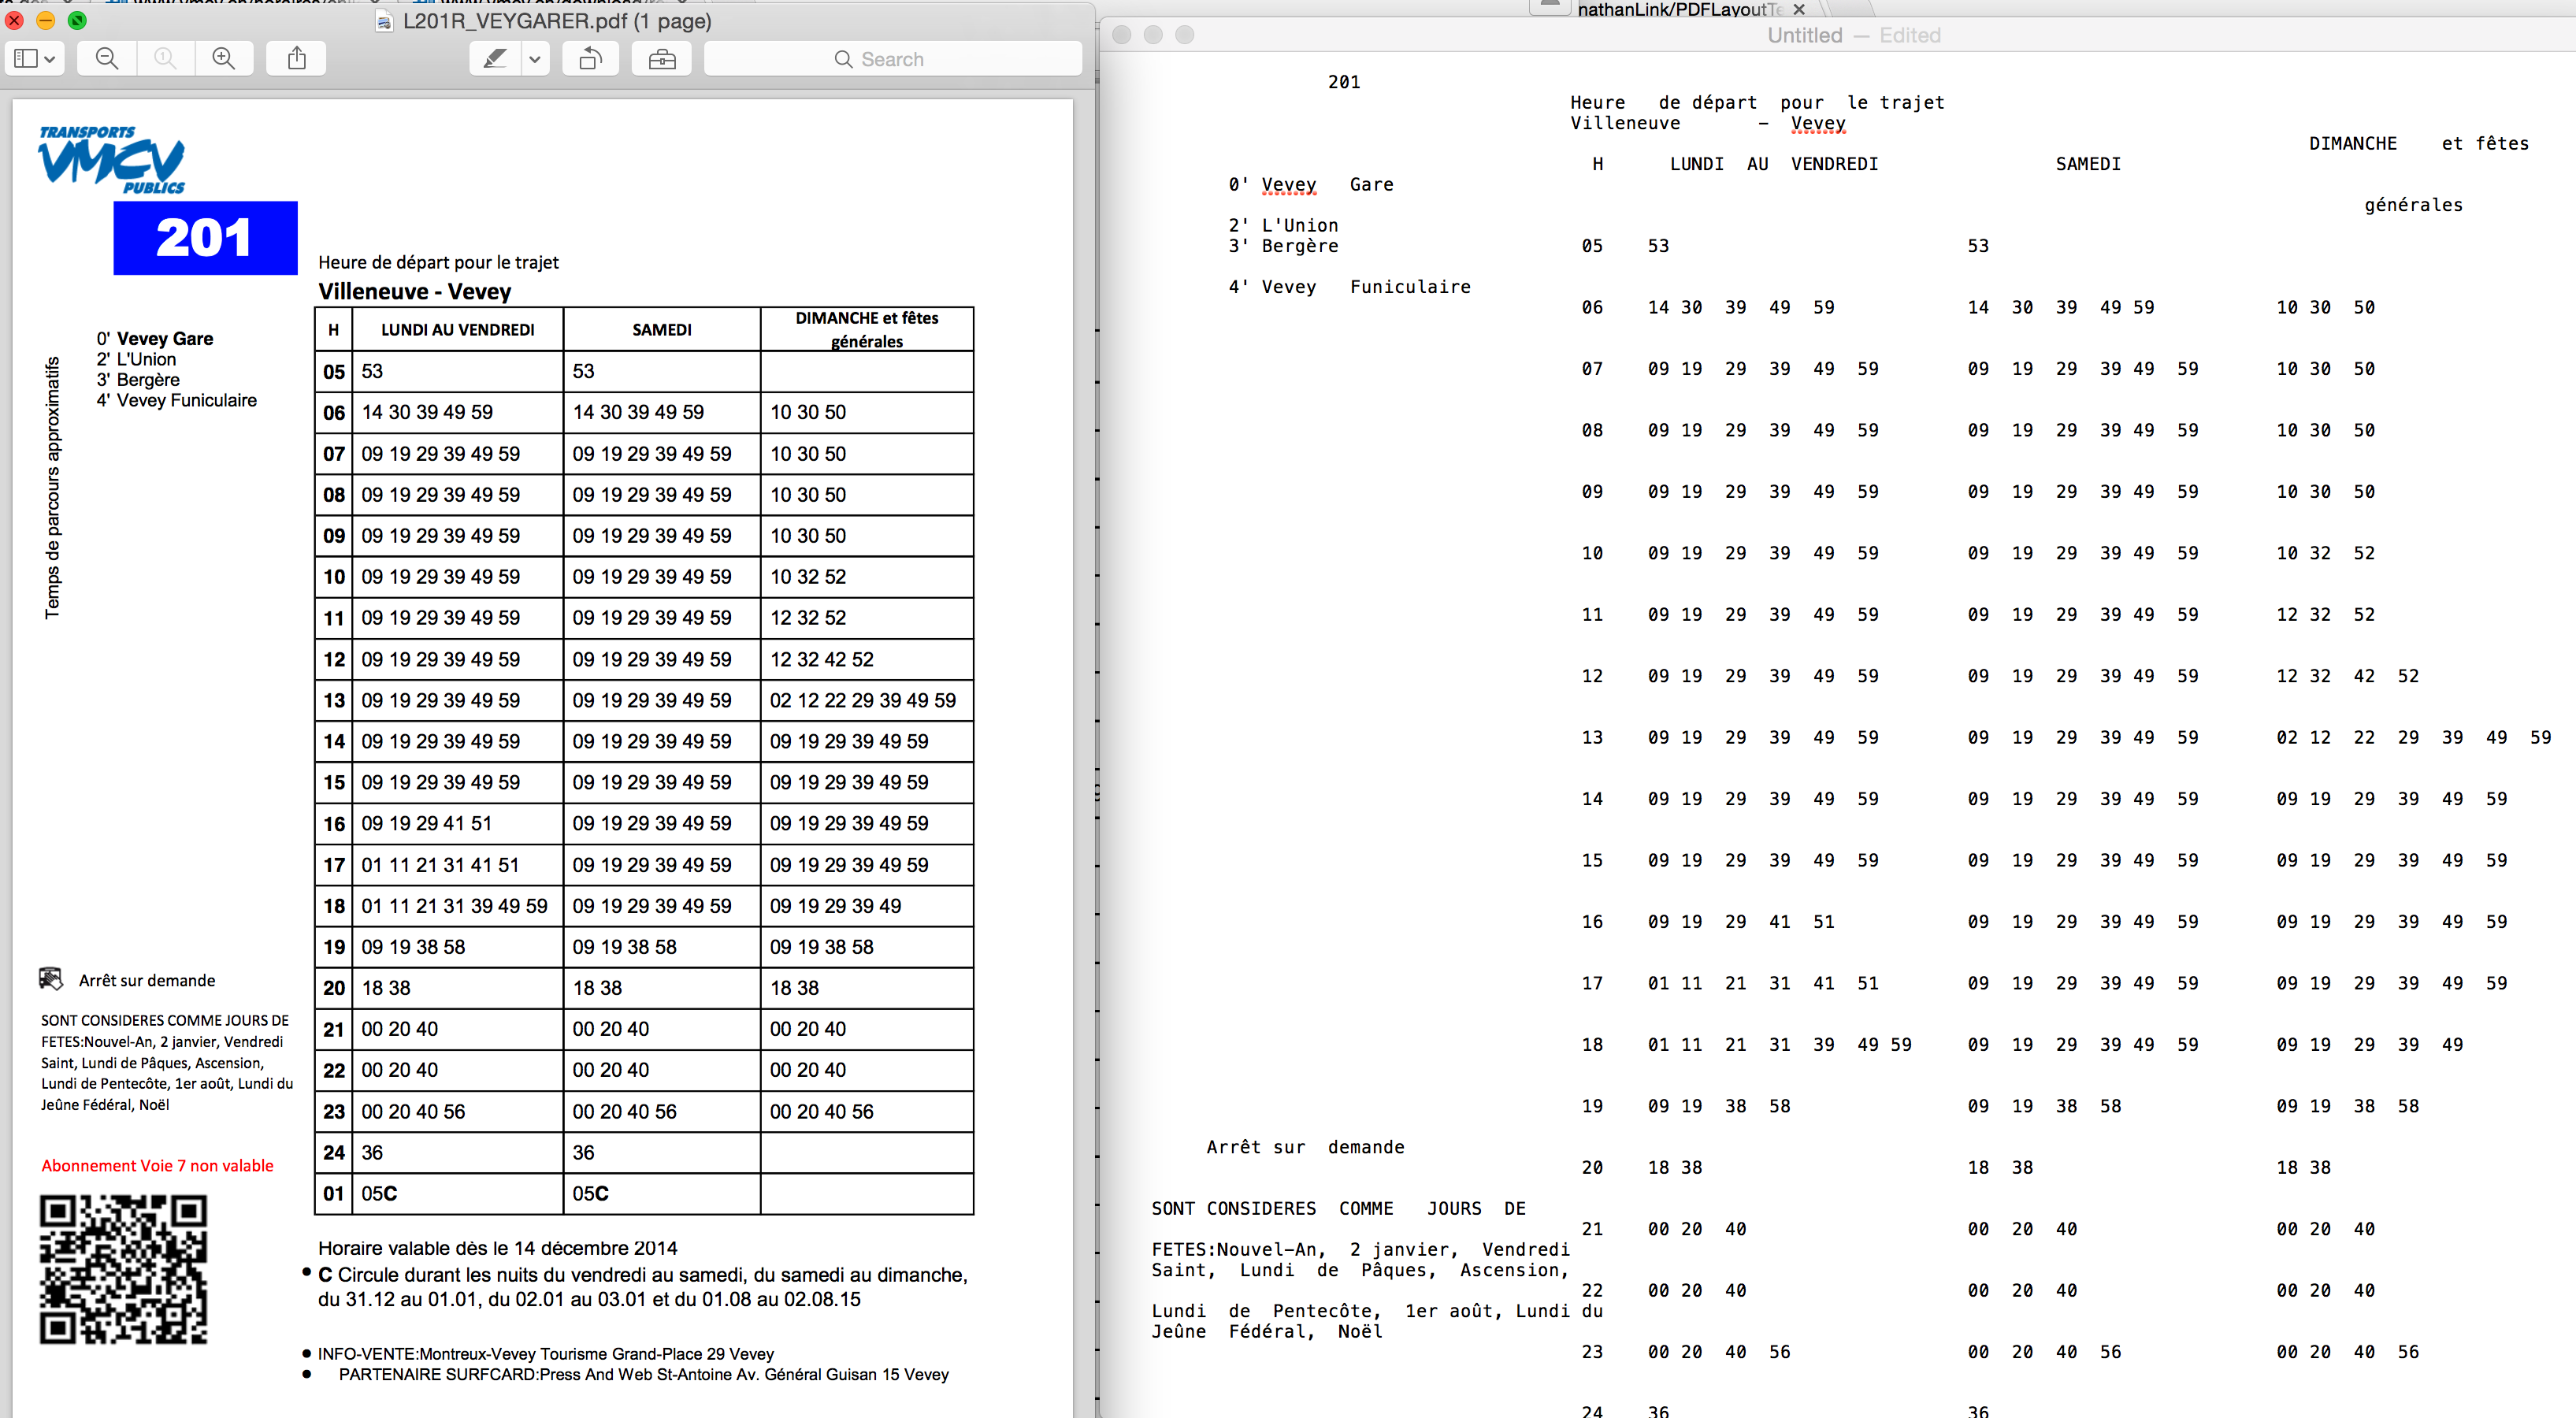 www.vmcv.ch/horaires/
www.vmcv.ch/download/
nathanLink/PDFLayoutTe
L201R_VEYGARER.pdf (1 page)
Search
TRANSPORTS
VMCV
PUBLICS
201
Heure de départ pour le trajet
Villeneuve - Vevey
Temps de parcours approximatifs
0' Vevey Gare
2' L'Union
3' Bergère
4' Vevey Funiculaire
H LUNDI AU VENDREDI SAMEDI DIMANCHE et fêtes
générales
05 53 53
06 14 30 39 49 59 14 30 39 49 59 10 30 50
07 09 19 29 39 49 59 09 19 29 39 49 59 10 30 50
08 09 19 29 39 49 59 09 19 29 39 49 59 10 30 50
09 09 19 29 39 49 59 09 19 29 39 49 59 10 30 50
10 09 19 29 39 49 59 09 19 29 39 49 59 10 32 52
11 09 19 29 39 49 59 09 19 29 39 49 59 12 32 52
12 09 19 29 39 49 59 09 19 29 39 49 59 12 32 42 52
13 09 19 29 39 49 59 09 19 29 39 49 59 02 12 22 29 39 49 59
14 09 19 29 39 49 59 09 19 29 39 49 59 09 19 29 39 49 59
15 09 19 29 39 49 59 09 19 29 39 49 59 09 19 29 39 49 59
16 09 19 29 41 51 09 19 29 39 49 59 09 19 29 39 49 59
17 01 11 21 31 41 51 09 19 29 39 49 59 09 19 29 39 49 59
18 01 11 21 31 39 49 59 09 19 29 39 49 59 09 19 29 39 49
19 09 19 38 58 09 19 38 58 09 19 38 58
20 18 38 18 38 18 38
21 00 20 40 00 20 40 00 20 40
22 00 20 40 00 20 40 00 20 40
23 00 20 40 56 00 20 40 56 00 20 40 56
24 36 36
01 05C 05C
Arrêt sur demande
SONT CONSIDERES COMME JOURS DE
FETES:Nouvel-An, 2 janvier, Vendredi
Saint, Lundi de Pâques, Ascension,
Lundi de Pentecôte, 1er août, Lundi du
Jeûne Fédéral, Noël
Abonnement Voie 7 non valable
Horaire valable dès le 14 décembre 2014
• C Circule durant les nuits du vendredi au samedi, du samedi au dimanche,
du 31.12 au 01.01, du 02.01 au 03.01 et du 01.08 au 02.08.15
• INFO-VENTE:Montreux-Vevey Tourisme Grand-Place 29 Vevey
• PARTENAIRE SURFCARD:Press And Web St-Antoine Av. Général Guisan 15 Vevey
Untitled — Edited
201
Heure de départ pour le trajet
Villeneuve – Vevey
DIMANCHE et fêtes
H LUNDI AU VENDREDI SAMEDI
0' Vevey Gare
générales
2' L'Union
3' Bergère 05 53 53
4' Vevey Funiculaire
06 14 30 39 49 59 14 30 39 49 59 10 30 50
07 09 19 29 39 49 59 09 19 29 39 49 59 10 30 50
08 09 19 29 39 49 59 09 19 29 39 49 59 10 30 50
09 09 19 29 39 49 59 09 19 29 39 49 59 10 30 50
10 09 19 29 39 49 59 09 19 29 39 49 59 10 32 52
11 09 19 29 39 49 59 09 19 29 39 49 59 12 32 52
12 09 19 29 39 49 59 09 19 29 39 49 59 12 32 42 52
13 09 19 29 39 49 59 09 19 29 39 49 59 02 12 22 29 39 49 59
14 09 19 29 39 49 59 09 19 29 39 49 59 09 19 29 39 49 59
15 09 19 29 39 49 59 09 19 29 39 49 59 09 19 29 39 49 59
16 09 19 29 41 51 09 19 29 39 49 59 09 19 29 39 49 59
17 01 11 21 31 41 51 09 19 29 39 49 59 09 19 29 39 49 59
18 01 11 21 31 39 49 59 09 19 29 39 49 59 09 19 29 39 49
19 09 19 38 58 09 19 38 58 09 19 38 58
Arrêt sur demande
20 18 38 18 38 18 38
SONT CONSIDERES COMME JOURS DE
21 00 20 40 00 20 40 00 20 40
FETES:Nouvel–An, 2 janvier, Vendredi
Saint, Lundi de Pâques, Ascension,
22 00 20 40 00 20 40 00 20 40
Lundi de Pentecôte, 1er août, Lundi du
Jeûne Fédéral, Noël
23 00 20 40 56 00 20 40 56 00 20 40 56
24 36 36